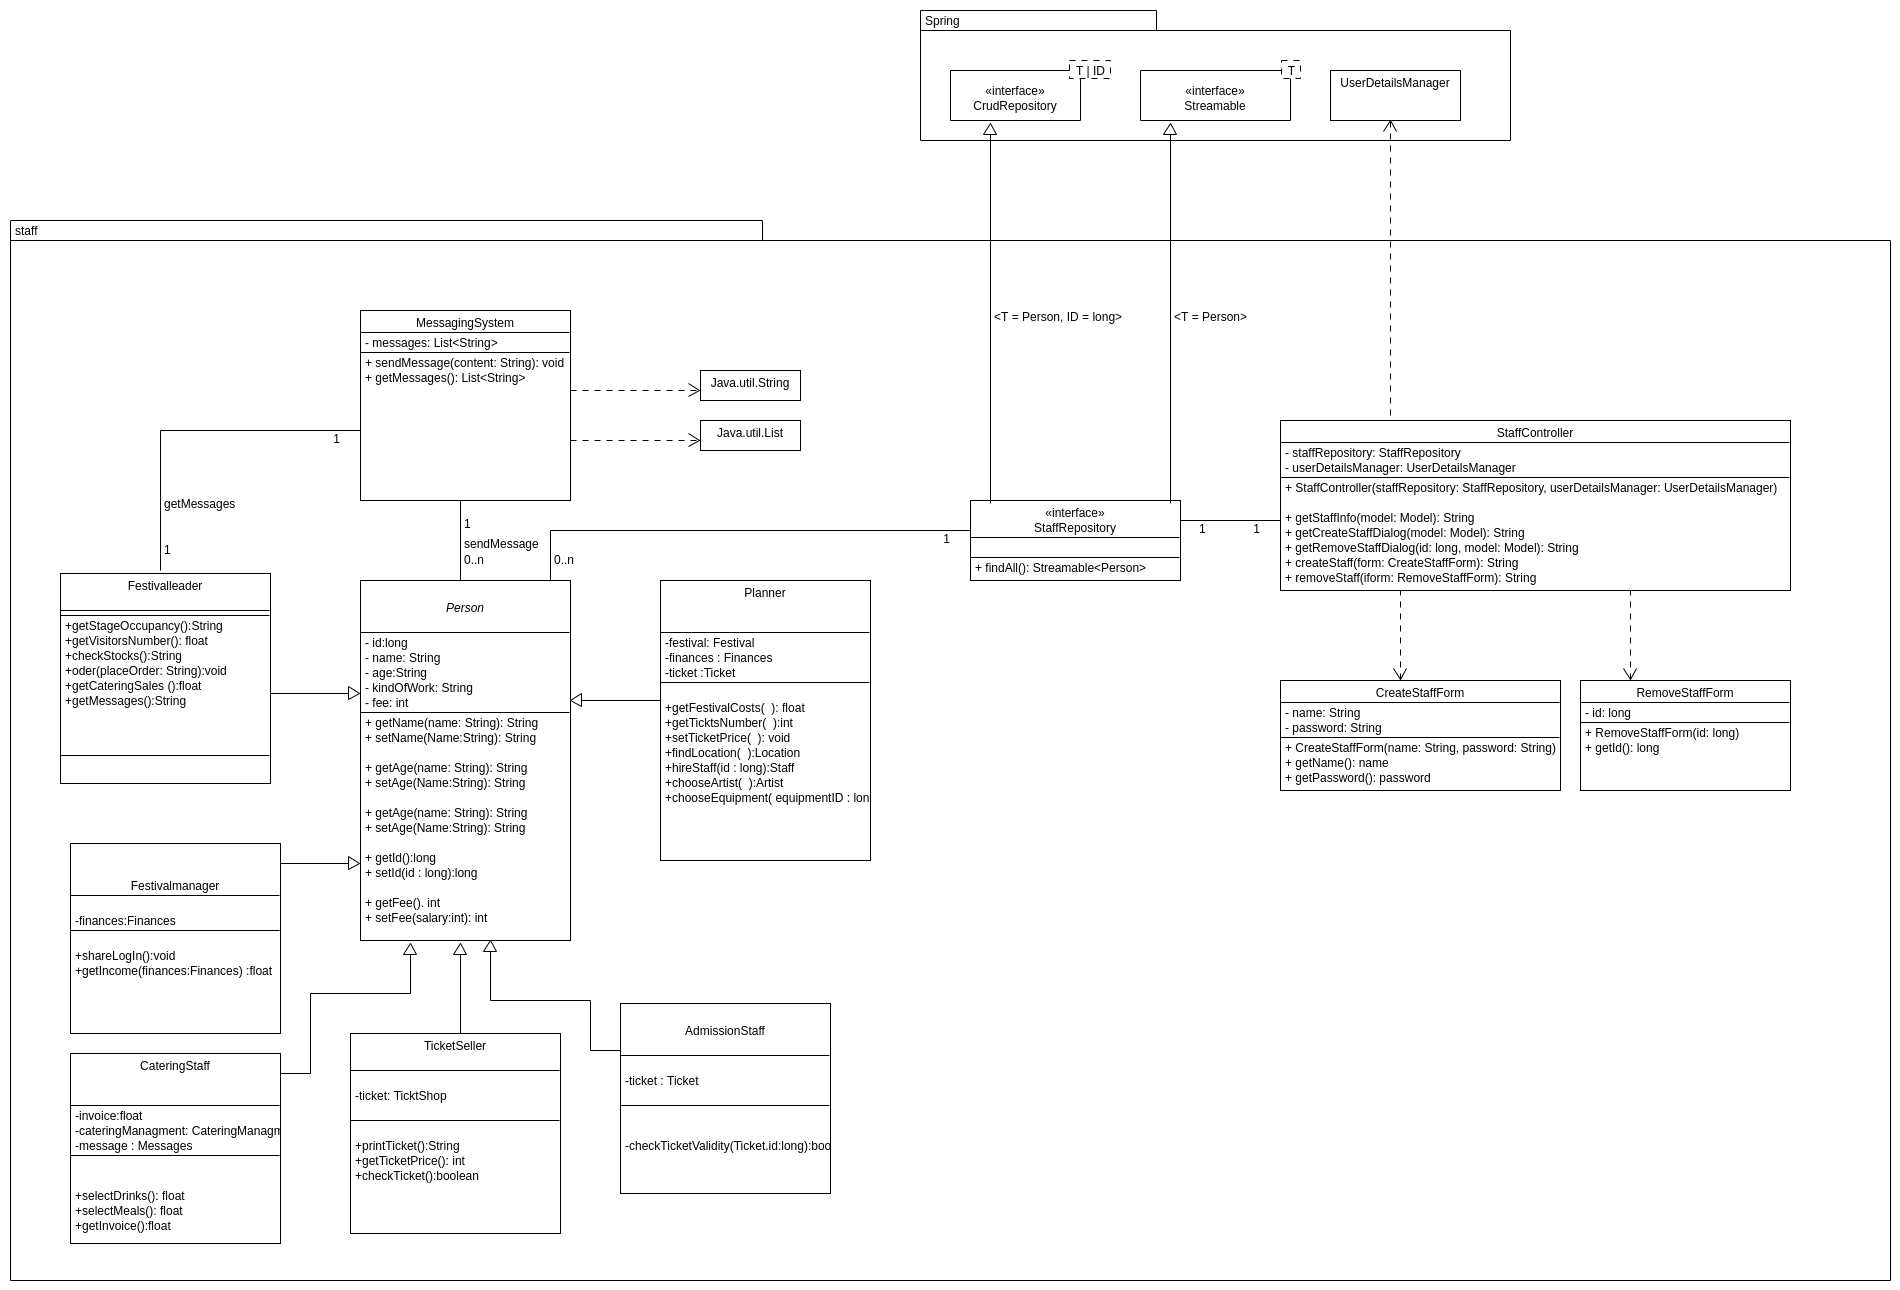 Spring
T | ID
«interface»
CrudRepository
T
«interface»
Streamable
UserDetailsManager
staff
<T = Person, ID = long>
<T = Person>
MessagingSystem
- messages: List<String>
+ sendMessage(content: String): void
+ getMessages(): List<String>
Java.util.String
Java.util.List
1
getMessages
1
1
sendMessage
0..n
0..n
1
«interface»
StaffRepository
+ findAll(): Streamable<Person>
1
1
StaffController
- staffRepository: StaffRepository
- userDetailsManager: UserDetailsManager
+ StaffController(staffRepository: StaffRepository, userDetailsManager: UserDetailsManager)
+ getStaffInfo(model: Model): String
+ getCreateStaffDialog(model: Model): String
+ getRemoveStaffDialog(id: long, model: Model): String
+ createStaff(form: CreateStaffForm): String
+ removeStaff(iform: RemoveStaffForm): String
Festivalleader
+getStageOccupancy():String
+getVisitorsNumber(): float
+checkStocks():String
+oder(placeOrder: String):void
+getCateringSales ():float
+getMessages():String
Person
- id:long
- name: String
- age:String
- kindOfWork: String
- fee: int
+ getName(name: String): String
+ setName(Name:String): String
+ getAge(name: String): String
+ setAge(Name:String): String
+ getAge(name: String): String
+ setAge(Name:String): String
+ getId():long
+ setId(id : long):long
+ getFee(). int
+ setFee(salary:int): int
Planner
-festival: Festival
-finances : Finances
-ticket :Ticket
+getFestivalCosts(  ): float
+getTicktsNumber(  ):int
+setTicketPrice(  ): void
+findLocation(  ):Location
+hireStaff(id : long):Staff
+chooseArtist(  ):Artist
+chooseEquipment( equipmentID : lon
CreateStaffForm
- name: String
- password: String
+ CreateStaffForm(name: String, password: String)
+ getName(): name
+ getPassword(): password
RemoveStaffForm
- id: long
+ RemoveStaffForm(id: long)
+ getId(): long
Festivalmanager
-finances:Finances
+shareLogIn():void
+getIncome(finances:Finances) :float
CateringStaff
-invoice:float
-cateringManagment: CateringManagm
-message : Messages
+selectDrinks(): float
+selectMeals(): float
+getInvoice():float
TicketSeller
-ticket: TicktShop
+printTicket():String
+getTicketPrice(): int
+checkTicket():boolean
AdmissionStaff
-ticket : Ticket
-checkTicketValidity(Ticket.id:long):boo